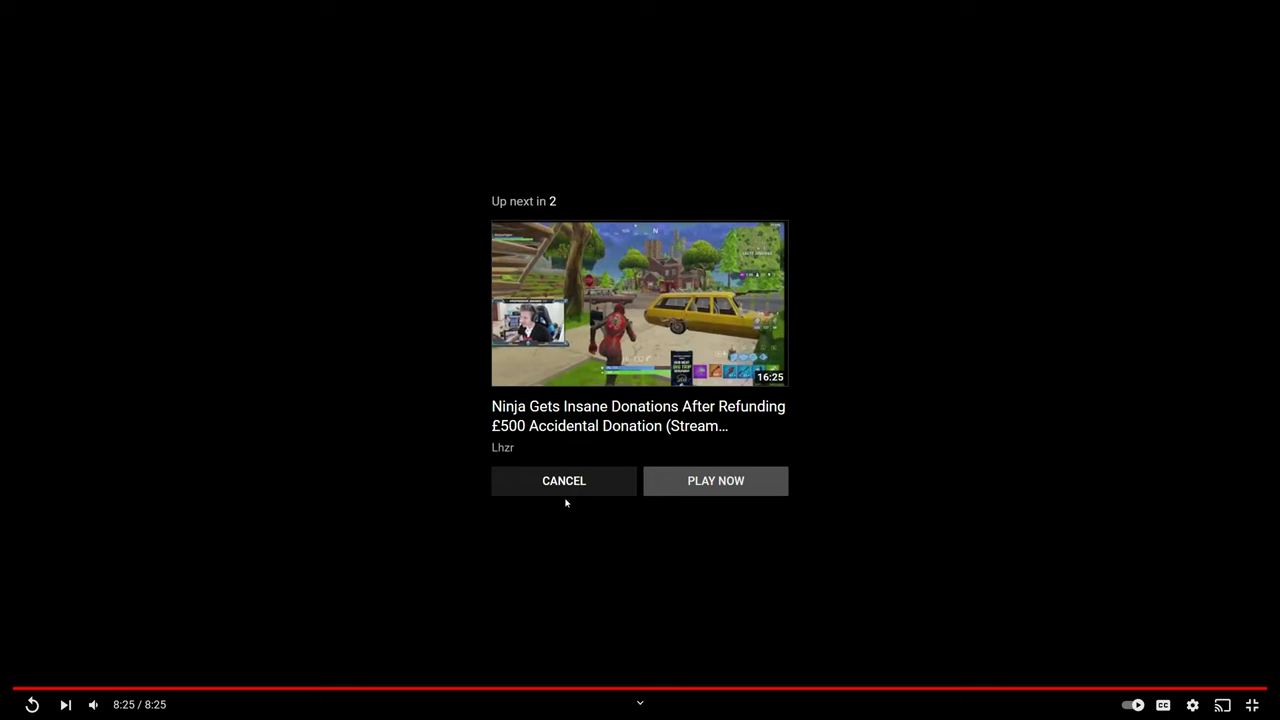 Up next in 2
N
16:25
Ninja Gets Insane Donations After Refunding
£500 Accidental Donation (Stream...
Lhzr
CANCEL
PLAY NOW
8:25 / 8:25
CC